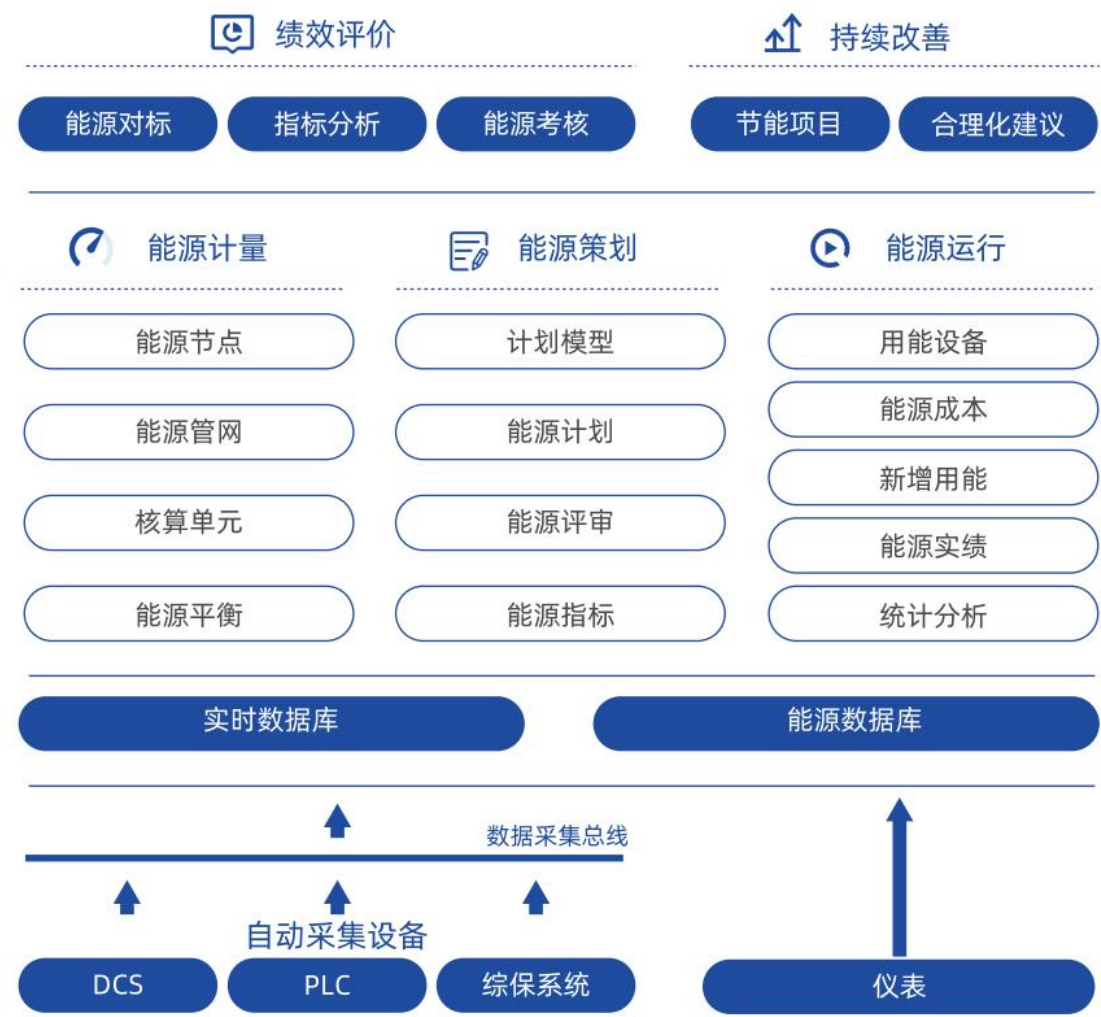 绩效评价
持续改善
能源对标
指标分析
能源考核
节能项目
合理化建议
能源计量
能源策划
能源运行
能源节点
能源管网
核算单元
能源平衡
计划模型
能源计划
能源评审
能源指标
用能设备
能源成本
新增用能
能源实绩
统计分析
实时数据库
能源数据库
数据采集总线
自动采集设备
DCS
PLC
综保系统
仪表